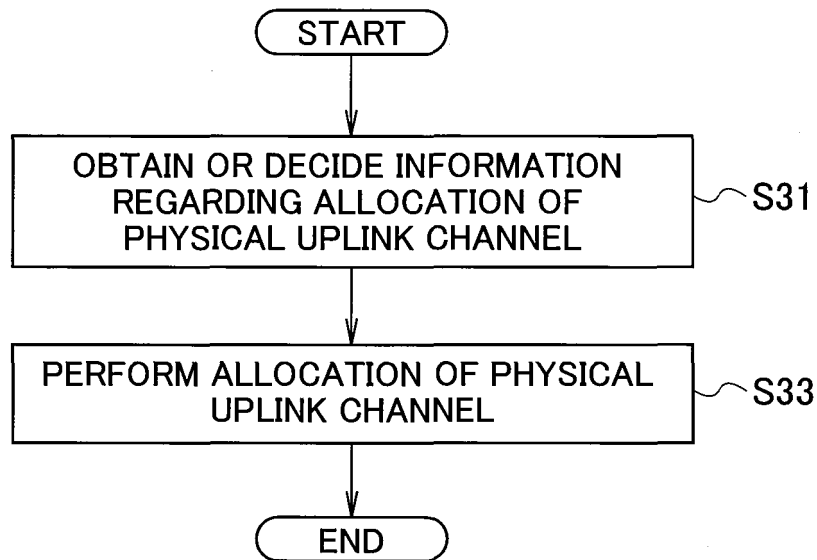 START
OBTAIN OR DECIDE INFORMATION
REGARDING ALLOCATION OF
PHYSICAL UPLINK CHANNEL
S31
PERFORM ALLOCATION OF PHYSICAL
UPLINK CHANNEL
S33
END